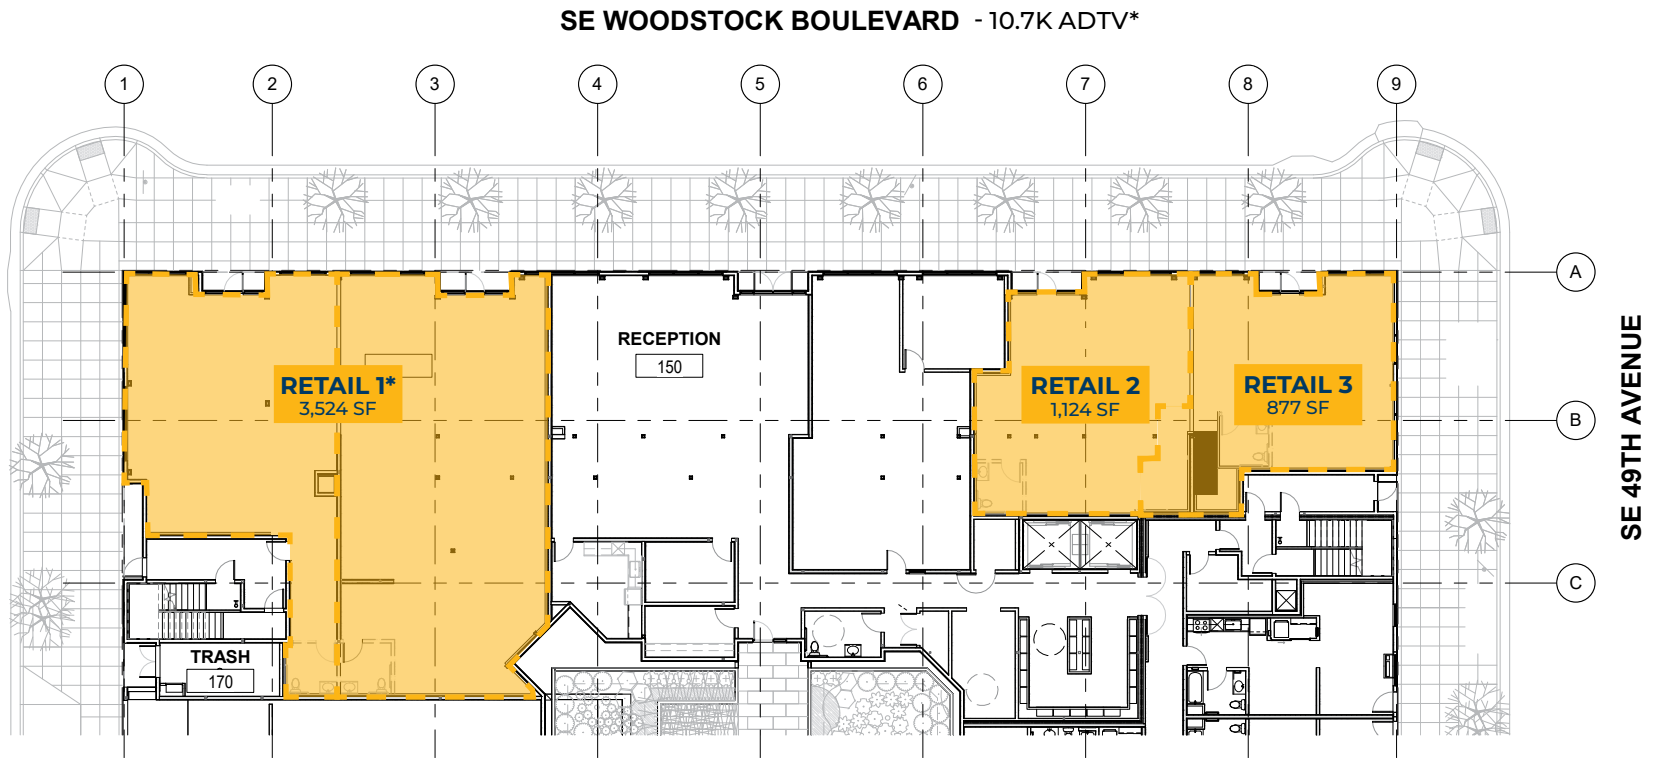 SE WOODSTOCK BOULEVARD - 10.7K ADTV*
1 2 3 4 5 6 7 8 9
A
RECEPTION
150
RETAIL 1*
3,524 SF
RETAIL 2
1,124 SF
RETAIL 3
877 SF
SE 49TH AVENUE
B
C
TRASH
170